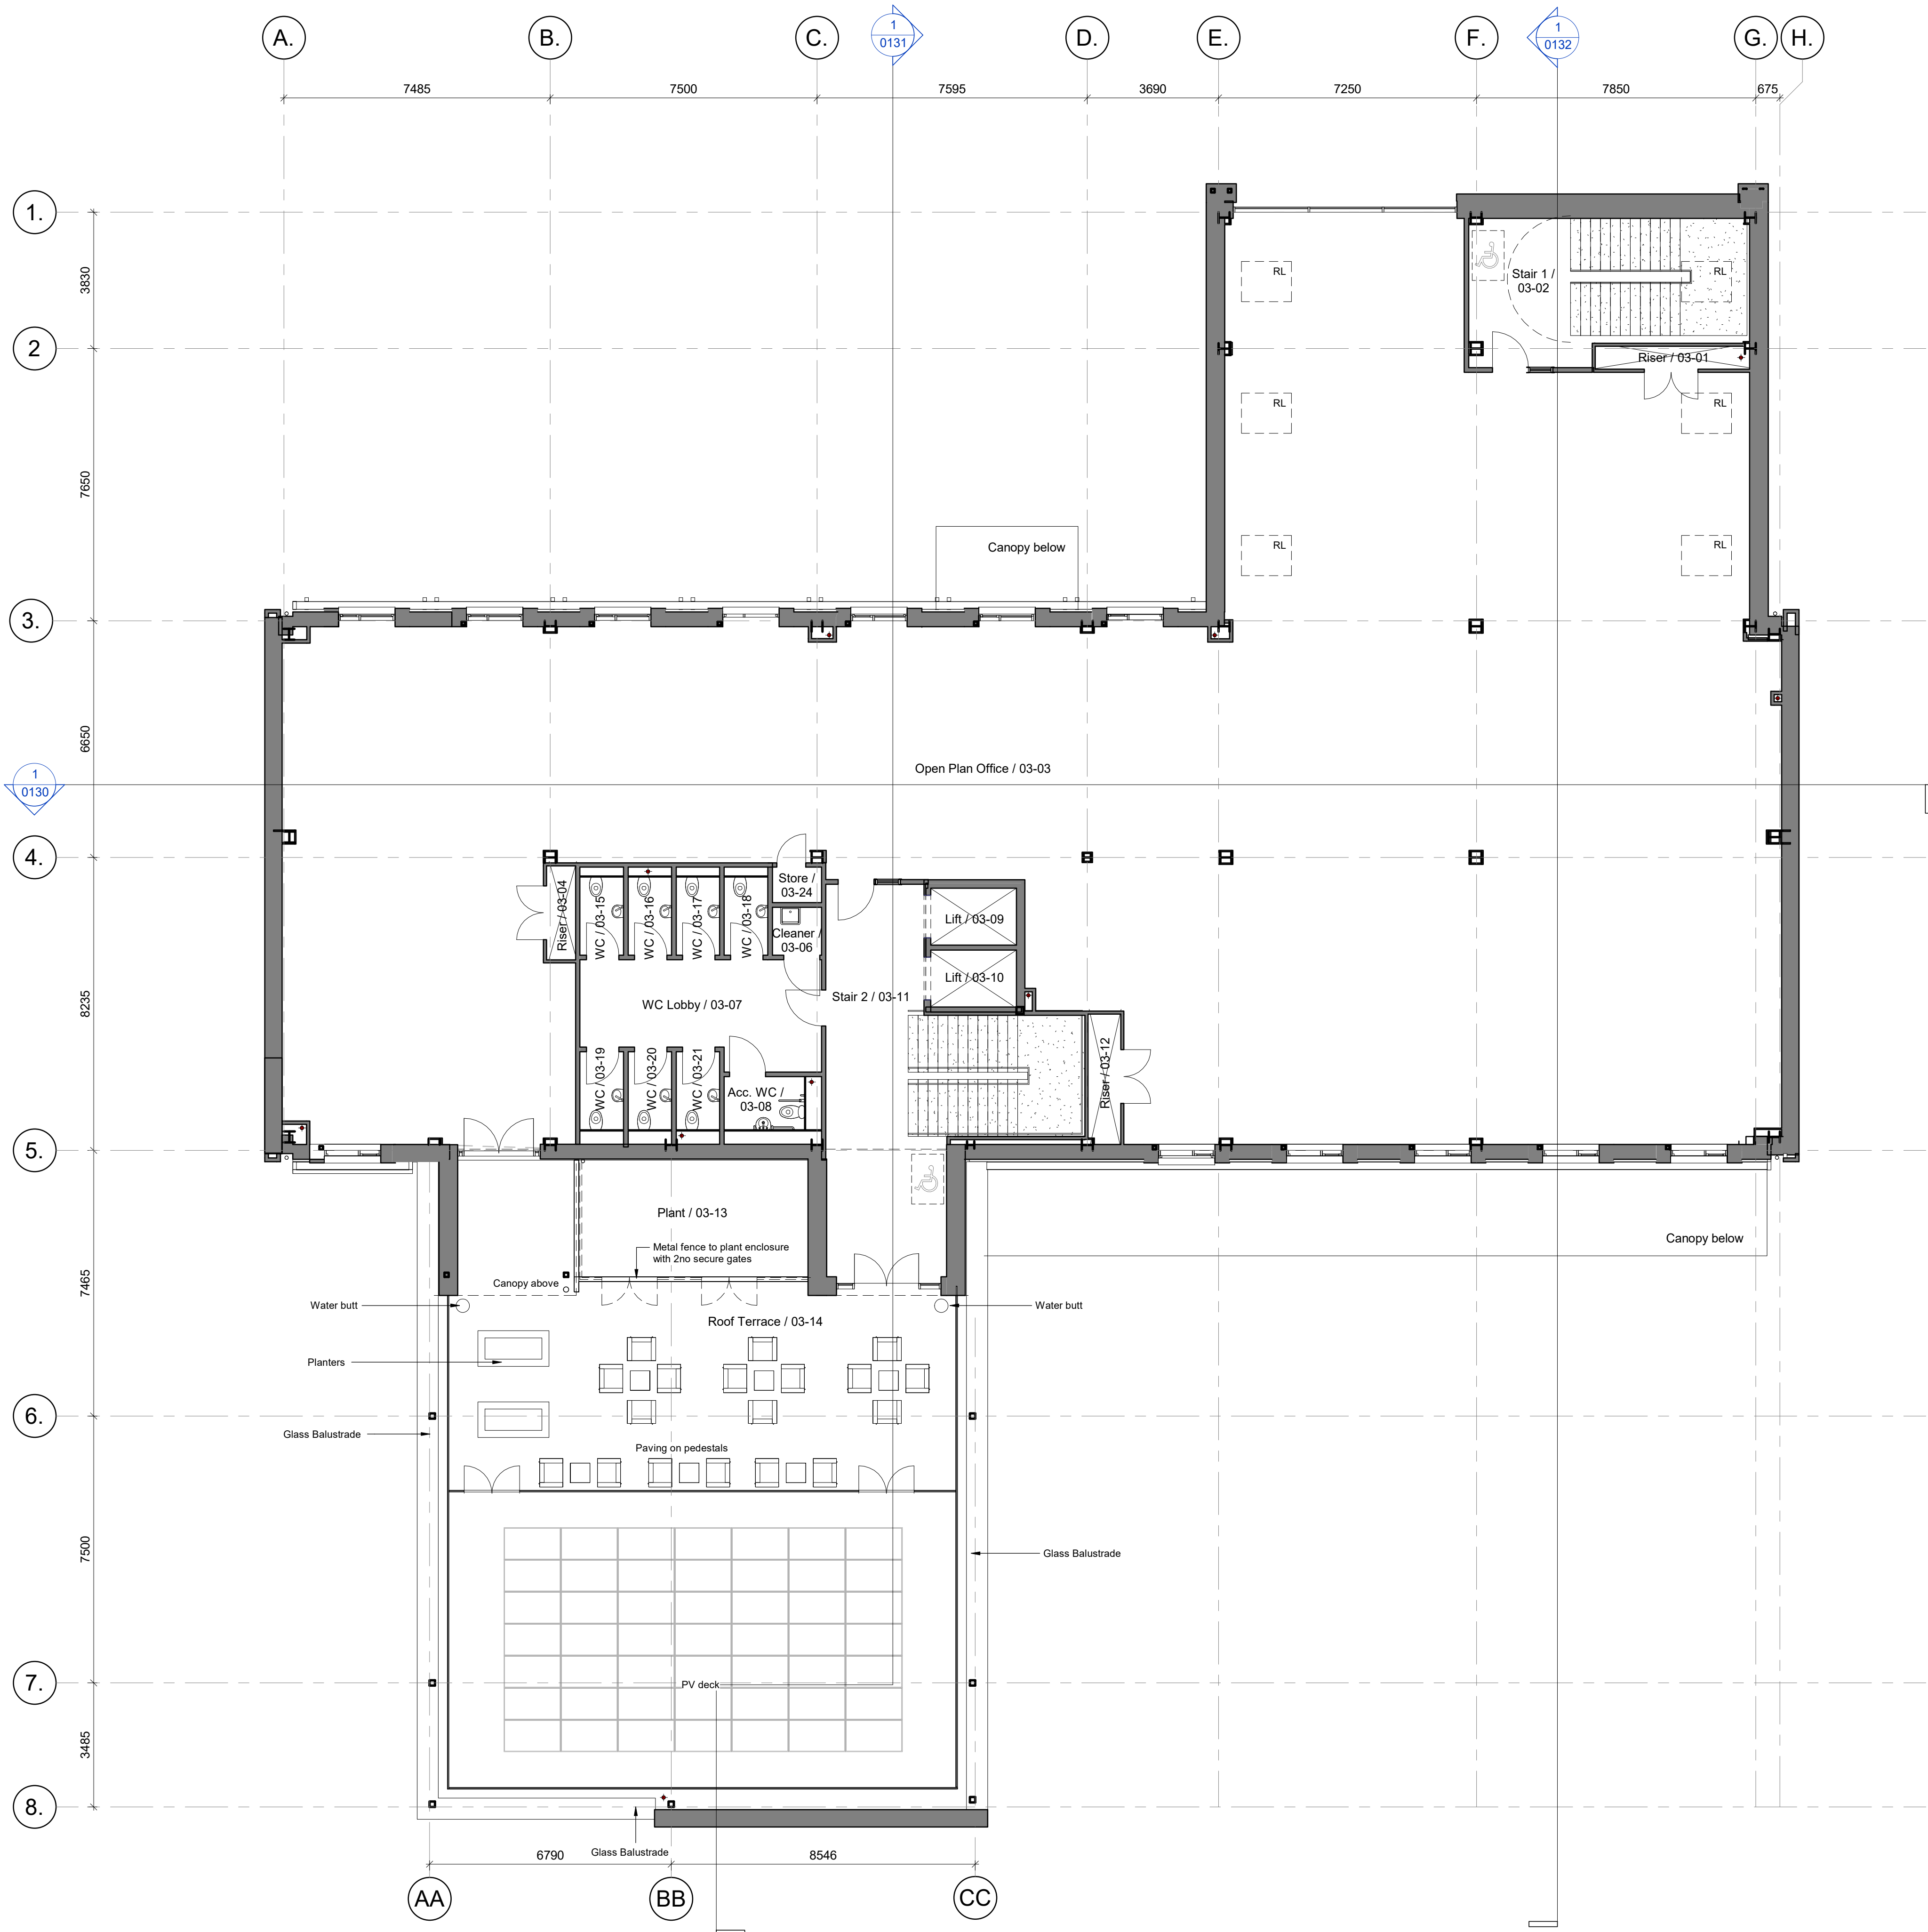 A.
B.
C.
1
0131
D.
E.
F.
1
0132
G.
H.
7485
7500
7595
3690
7250
7850
675
1.
3830
RL
Stair 1 /
03-02
RL
2
Riser / 03-01
RL
RL
7650
Canopy below
RL
RL
3.
6650
Open Plan Office / 03-03
1
0130
4.
Riser / 03-04
WC / 03-15
WC / 03-16
WC / 03-17
WC / 03-18
Store /
03-24
Cleaner /
03-06
Lift / 03-09
Lift / 03-10
8235
WC Lobby / 03-07
Stair 2 / 03-11
WC / 03-19
WC / 03-20
WC / 03-21
Acc. WC /
03-08
Riser / 03-12
5.
Plant / 03-13
Metal fence to plant enclosure
with 2no secure gates
Canopy below
7465
Canopy above
Water butt
Water butt
Roof Terrace / 03-14
Planters
6.
Glass Balustrade
Paving on pedestals
7500
Glass Balustrade
7.
PV deck
3485
8.
6790
Glass Balustrade
8546
AA
BB
CC